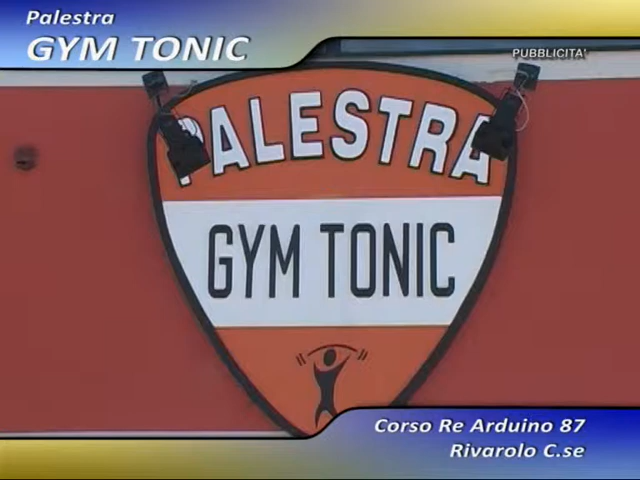 Palestra
GYM TONIC
PUBBLICITA'
PALESTRA
GYM TONIC
Corso Re Arduino 87
Rivarolo C.se